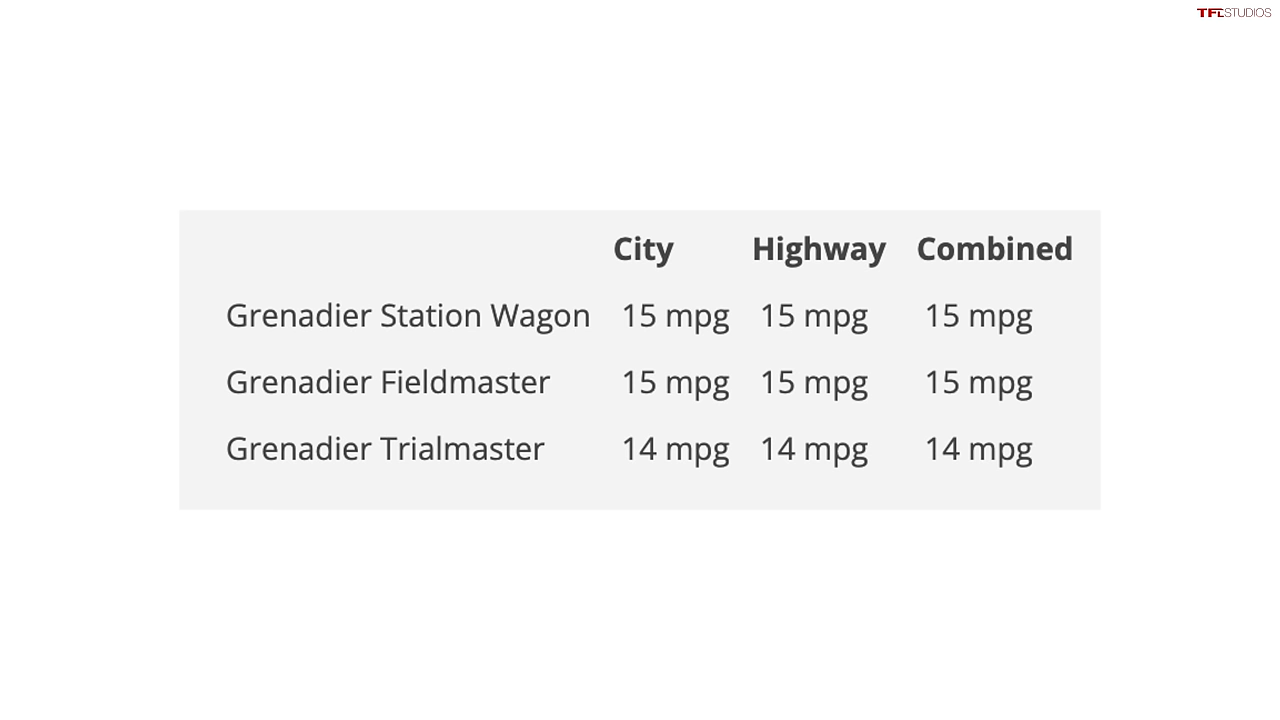 TFLSTUDIOS
City Highway Combined
Grenadier Station Wagon 15 mpg 15 mpg 15 mpg
Grenadier Fieldmaster 15 mpg 15 mpg 15 mpg
Grenadier Trialmaster 14 mpg 14 mpg 14 mpg